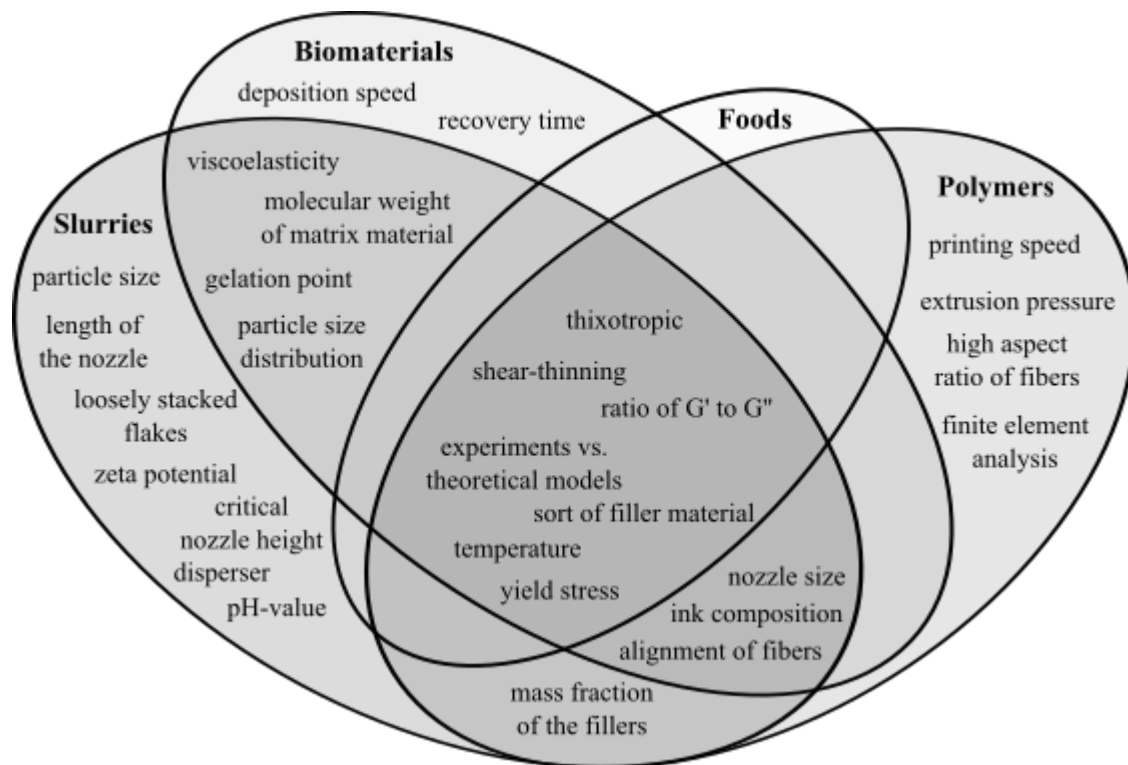 Biomaterials
deposition speed
recovery time
Foods
viscoelasticity
Polymers
molecular weight
of matrix material
Slurries
printing speed
particle size
gelation point
extrusion pressure
length of
the nozzle
particle size
distribution
thixotropic
high aspect
ratio of fibers
shear-thinning
loosely stacked
flakes
ratio of G' to G"
finite element
analysis
experiments vs.
theoretical models
zeta potential
sort of filler material
critical
nozzle height
temperature
disperser
nozzle size
yield stress
pH-value
ink composition
alignment of fibers
mass fraction
of the fillers